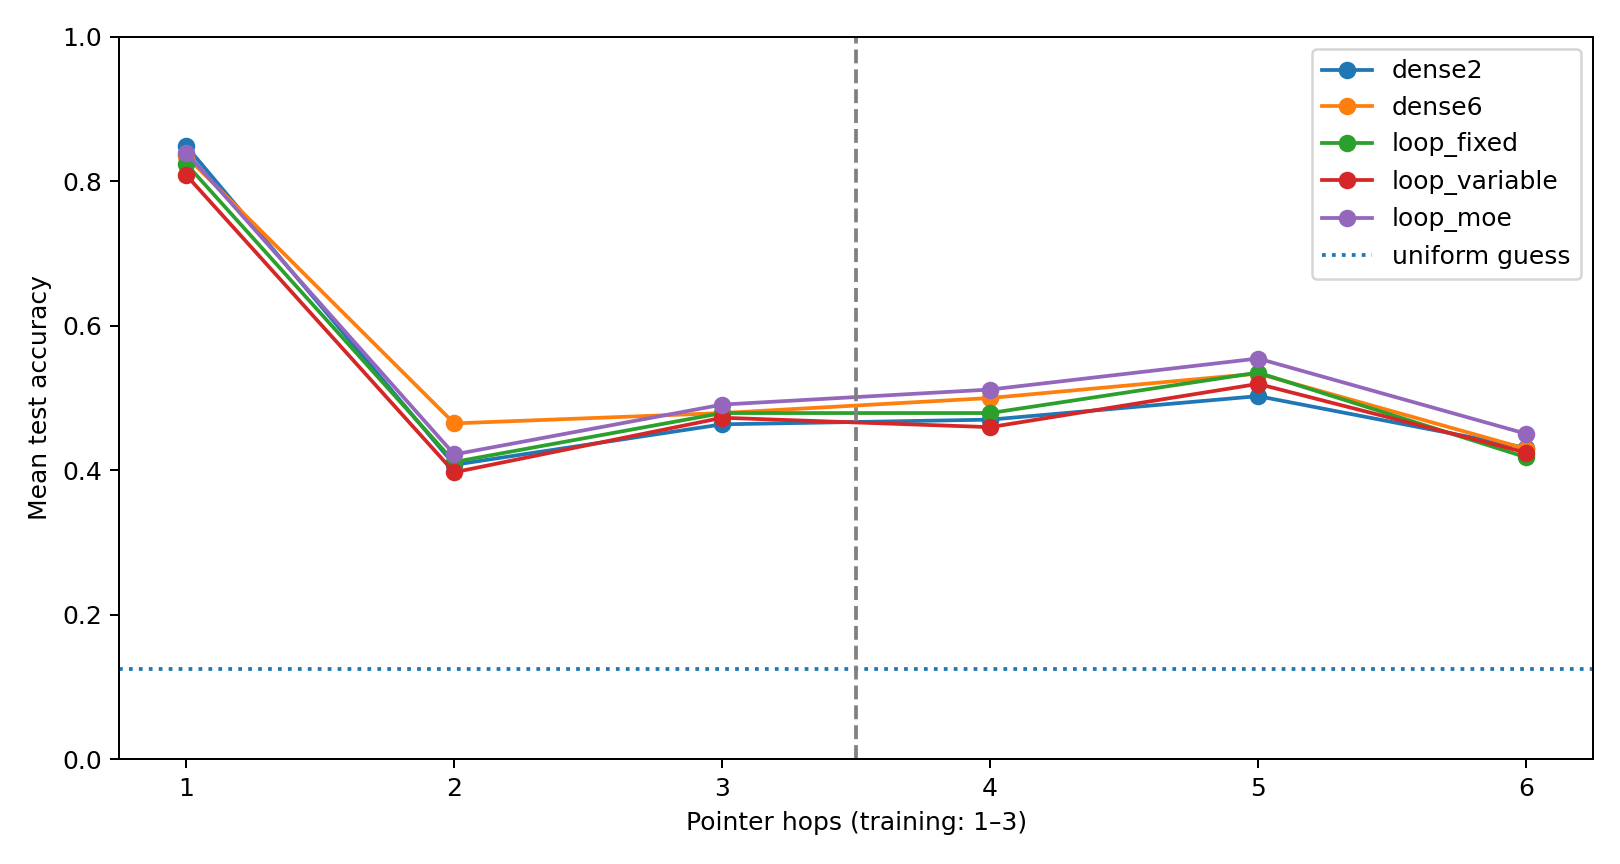 1.0
0.8
0.6
0.4
0.2
0.0
Mean test accuracy
dense2
dense6
loop_fixed
loop_variable
loop_moe
uniform guess
1 2 3 4 5 6
Pointer hops (training: 1–3)